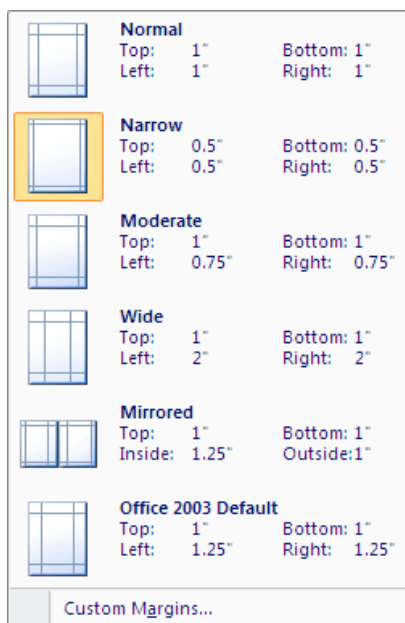 Normal
Top: 1" Bottom: 1"
Left: 1" Right: 1"
Narrow
Top: 0.5" Bottom: 0.5"
Left: 0.5" Right: 0.5"
Moderate
Top: 1" Bottom: 1"
Left: 0.75" Right: 0.75"
Wide
Top: 1" Bottom: 1"
Left: 2" Right: 2"
Mirrored
Top: 1" Bottom: 1"
Inside: 1.25" Outside:1"
Office 2003 Default
Top: 1" Bottom: 1"
Left: 1.25" Right: 1.25"
Custom Margins...